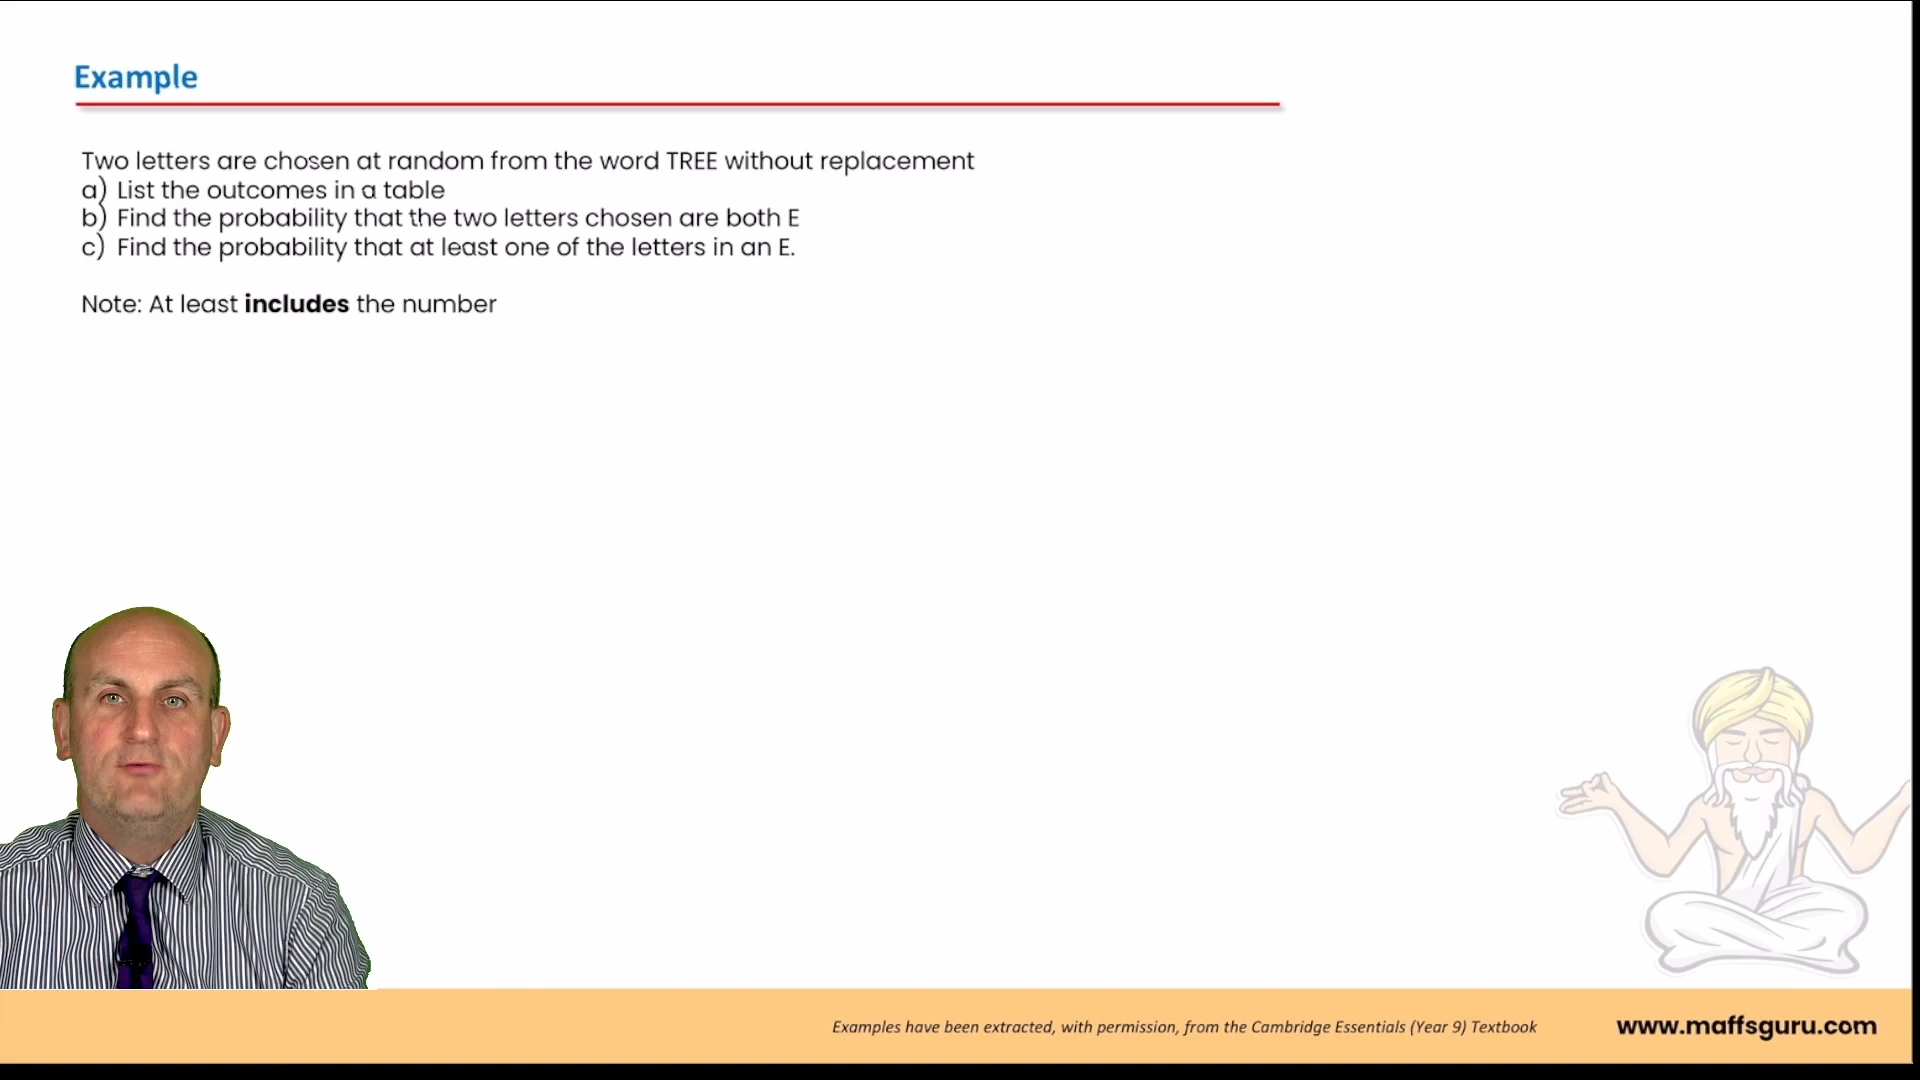 Example
Two letters are chosen at random from the word TREE without replacement
a) List the outcomes in a table
b) Find the probability that the two letters chosen are both E
c) Find the probability that at least one of the letters in an E.
Note: At least includes the number
Examples have been extracted, with permission, from the Cambridge Essentials (Year 9) Textbook
www.maffsguru.com